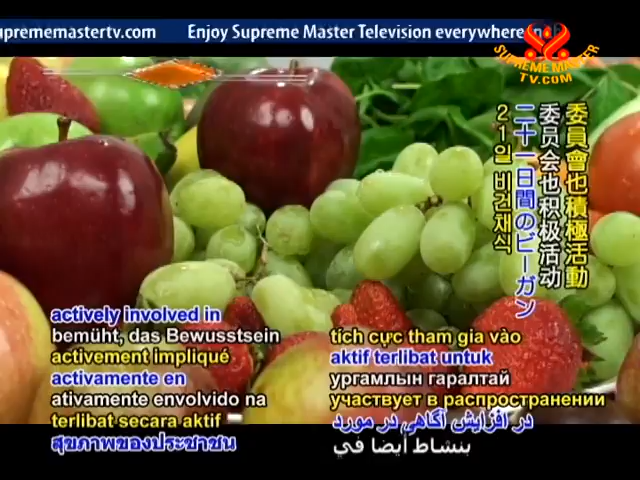 uprememastertv.com Enjoy Supreme Master Television everywhere
SUPREME MASTER
TV.COM
委員會也積極活動
委员会也积极活动
二十一日間のビーガン
21일 비건채식
actively involved in
bemüht, das Bewusstsein
activement impliqué
activamente en
ativamente envolvido na
terlibat secara aktif
สุขภาพของประชาชน
tích cực tham gia vào
aktif terlibat untuk
ургамлын гаралтай
участвует в распространении
در افزایش آگاهی در مورد
بنشاط أيضا في